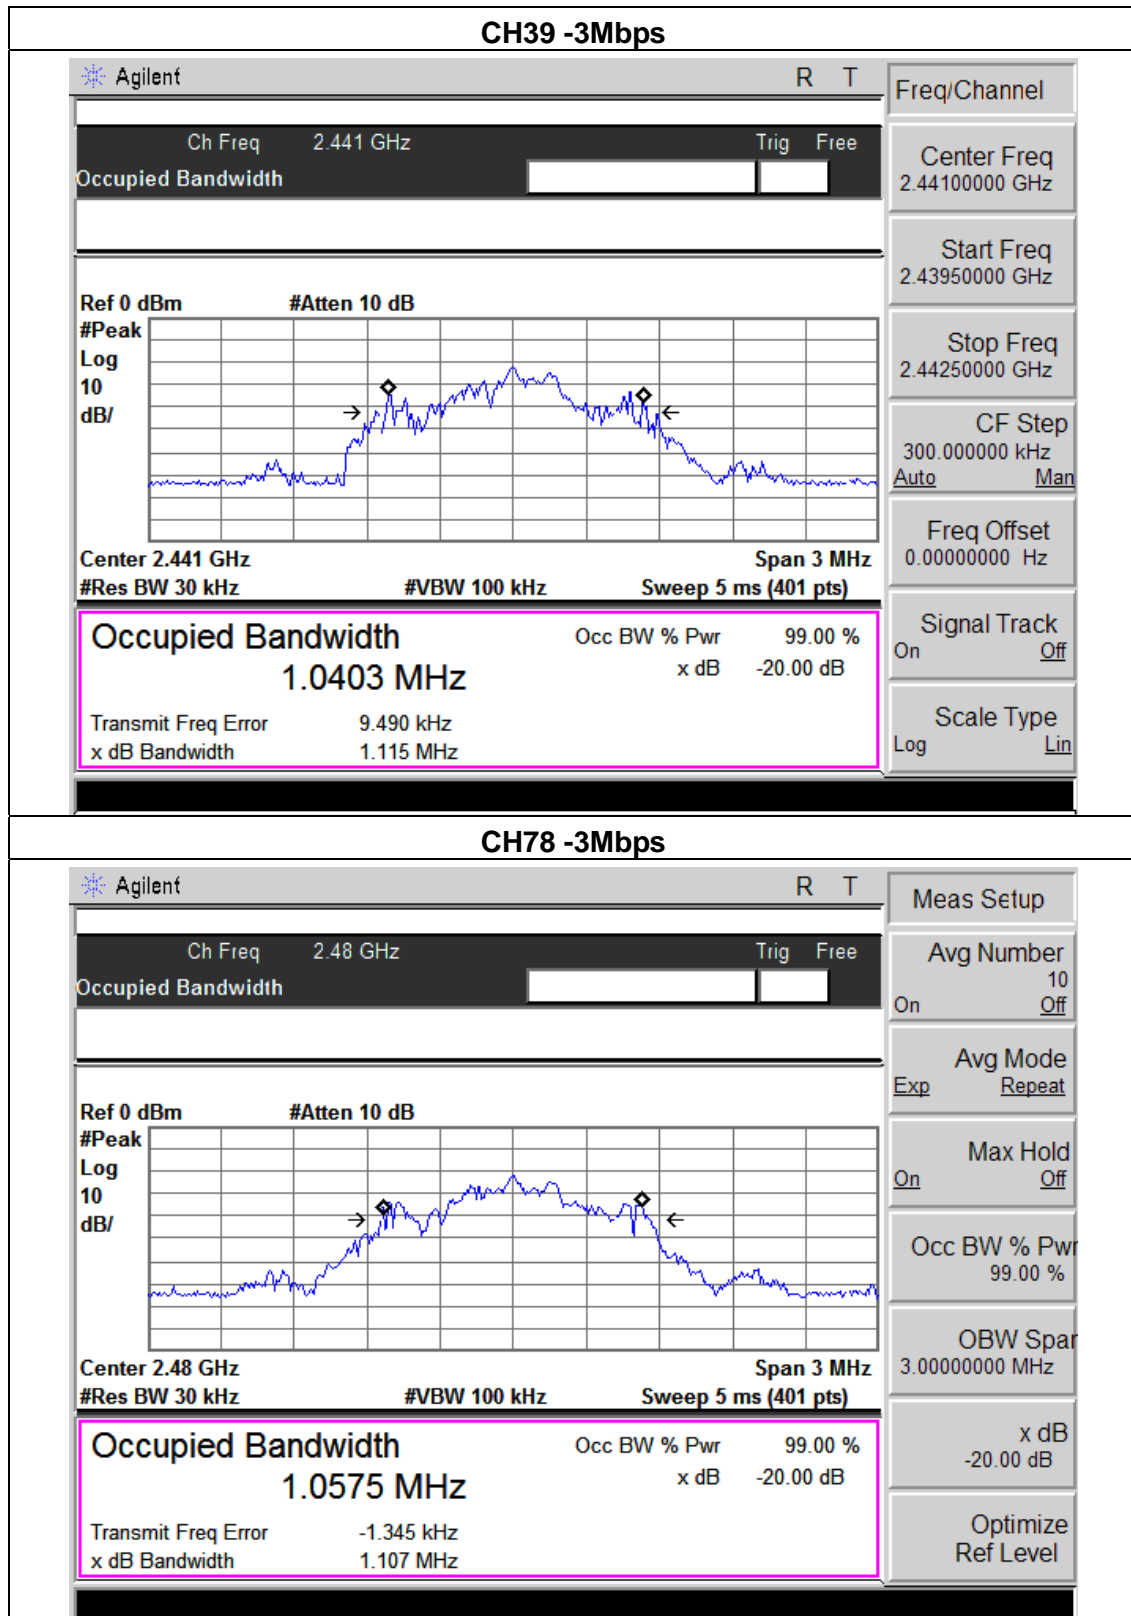 CH39 -3Mbps
Agilent R T
Freq/Channel
Ch Freq 2.441 GHz Trig Free
Occupied Bandwidth
Center Freq
2.44100000 GHz
Start Freq
2.43950000 GHz
Stop Freq
2.44250000 GHz
CF Step
300.000000 kHz
Auto Man
Freq Offset
0.00000000 Hz
Signal Track
On Off
Scale Type
Log Lin
Ref 0 dBm #Atten 10 dB
#Peak
Log
10
dB/
Center 2.441 GHz Span 3 MHz
#Res BW 30 kHz #VBW 100 kHz Sweep 5 ms (401 pts)
Occupied Bandwidth Occ BW % Pwr 99.00 %
1.0403 MHz x dB -20.00 dB
Transmit Freq Error 9.490 kHz
x dB Bandwidth 1.115 MHz
CH78 -3Mbps
Agilent R T
Meas Setup
Ch Freq 2.48 GHz Trig Free
Occupied Bandwidth
Avg Number
10
On Off
Avg Mode
Exp Repeat
Max Hold
On Off
Occ BW % Pwr
99.00 %
OBW Span
3.00000000 MHz
x dB
-20.00 dB
Optimize
Ref Level
Ref 0 dBm #Atten 10 dB
#Peak
Log
10
dB/
Center 2.48 GHz Span 3 MHz
#Res BW 30 kHz #VBW 100 kHz Sweep 5 ms (401 pts)
Occupied Bandwidth Occ BW % Pwr 99.00 %
1.0575 MHz x dB -20.00 dB
Transmit Freq Error -1.345 kHz
x dB Bandwidth 1.107 MHz